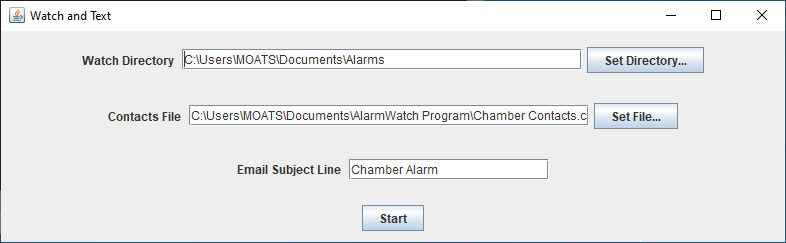 Watch and Text
Watch Directory C:\Users\MOATS\Documents\Alarms Set Directory...
Contacts File C:\Users\MOATS\Documents\AlarmWatch Program\Chamber Contacts.c Set File...
Email Subject Line Chamber Alarm
Start